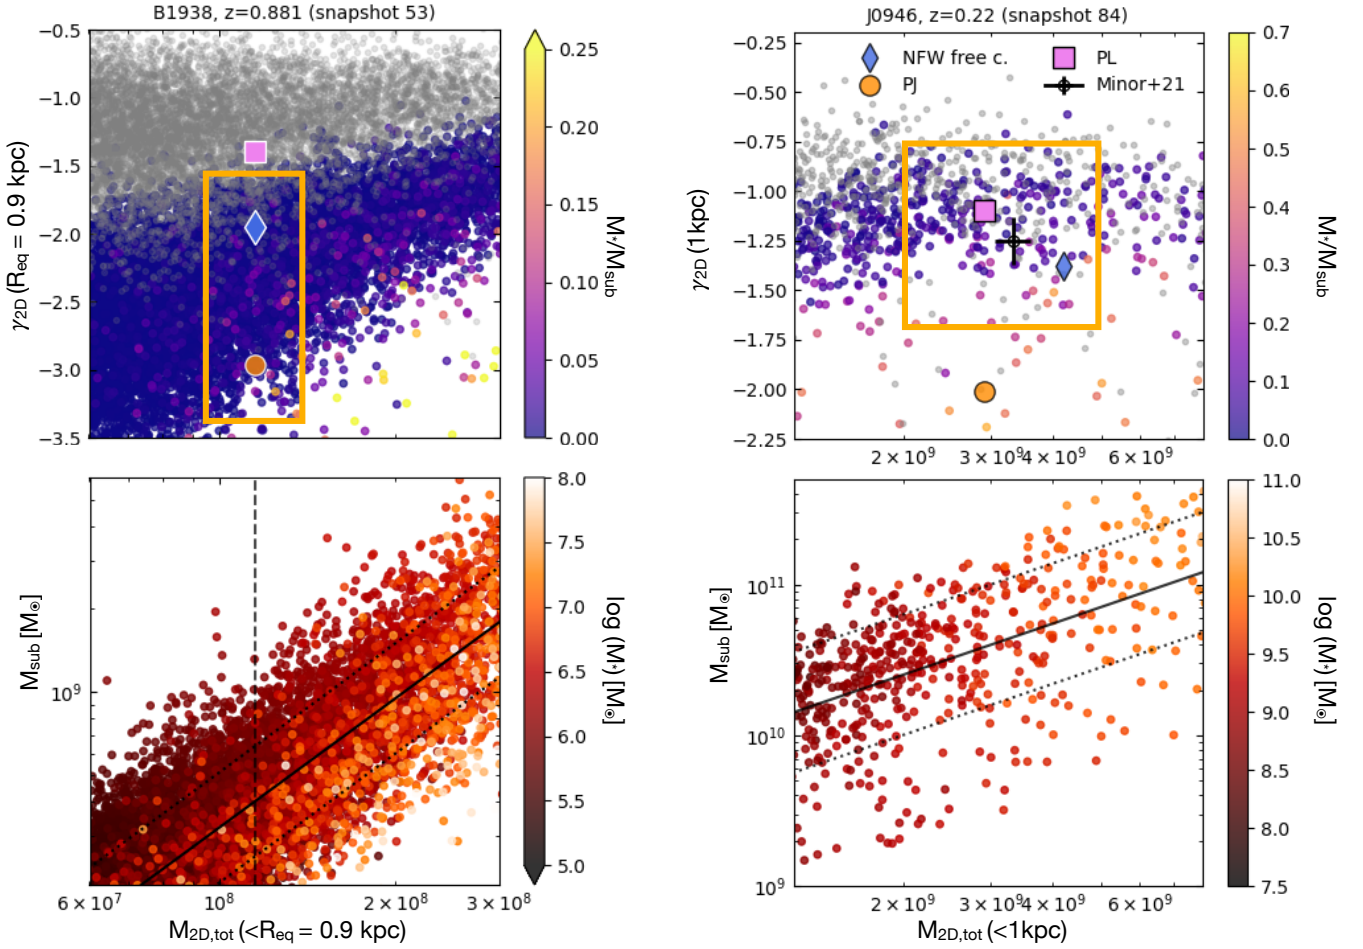 B1938, z=0.881 (snapshot 53)
−0.5
−1.0
−1.5
−2.0
−2.5
−3.0
−3.5
γ2D (Req = 0.9 kpc)
0.25
0.20
0.15
0.10
0.05
0.00
M*/Msub
J0946, z=0.22 (snapshot 84)
NFW free c.
PL
PJ
Minor+21
−0.25
−0.50
−0.75
−1.00
−1.25
−1.50
−1.75
−2.00
−2.25
γ2D (1kpc)
2 × 10⁹
3 × 10⁹
4 × 10⁹
6 × 10⁹
0.7
0.6
0.5
0.4
0.3
0.2
0.1
0.0
M*/Msub
10⁹
Msub [M⊙]
6 × 10⁷
10⁸
2 × 10⁸
3 × 10⁸
M2D,tot (<Req = 0.9 kpc)
8.0
7.5
7.0
6.5
6.0
5.5
5.0
log (M*) [M⊙]
10¹¹
10¹⁰
10⁹
Msub [M⊙]
2 × 10⁹
3 × 10⁹
4 × 10⁹
6 × 10⁹
M2D,tot (<1kpc)
11.0
10.5
10.0
9.5
9.0
8.5
8.0
7.5
log (M*) [M⊙]